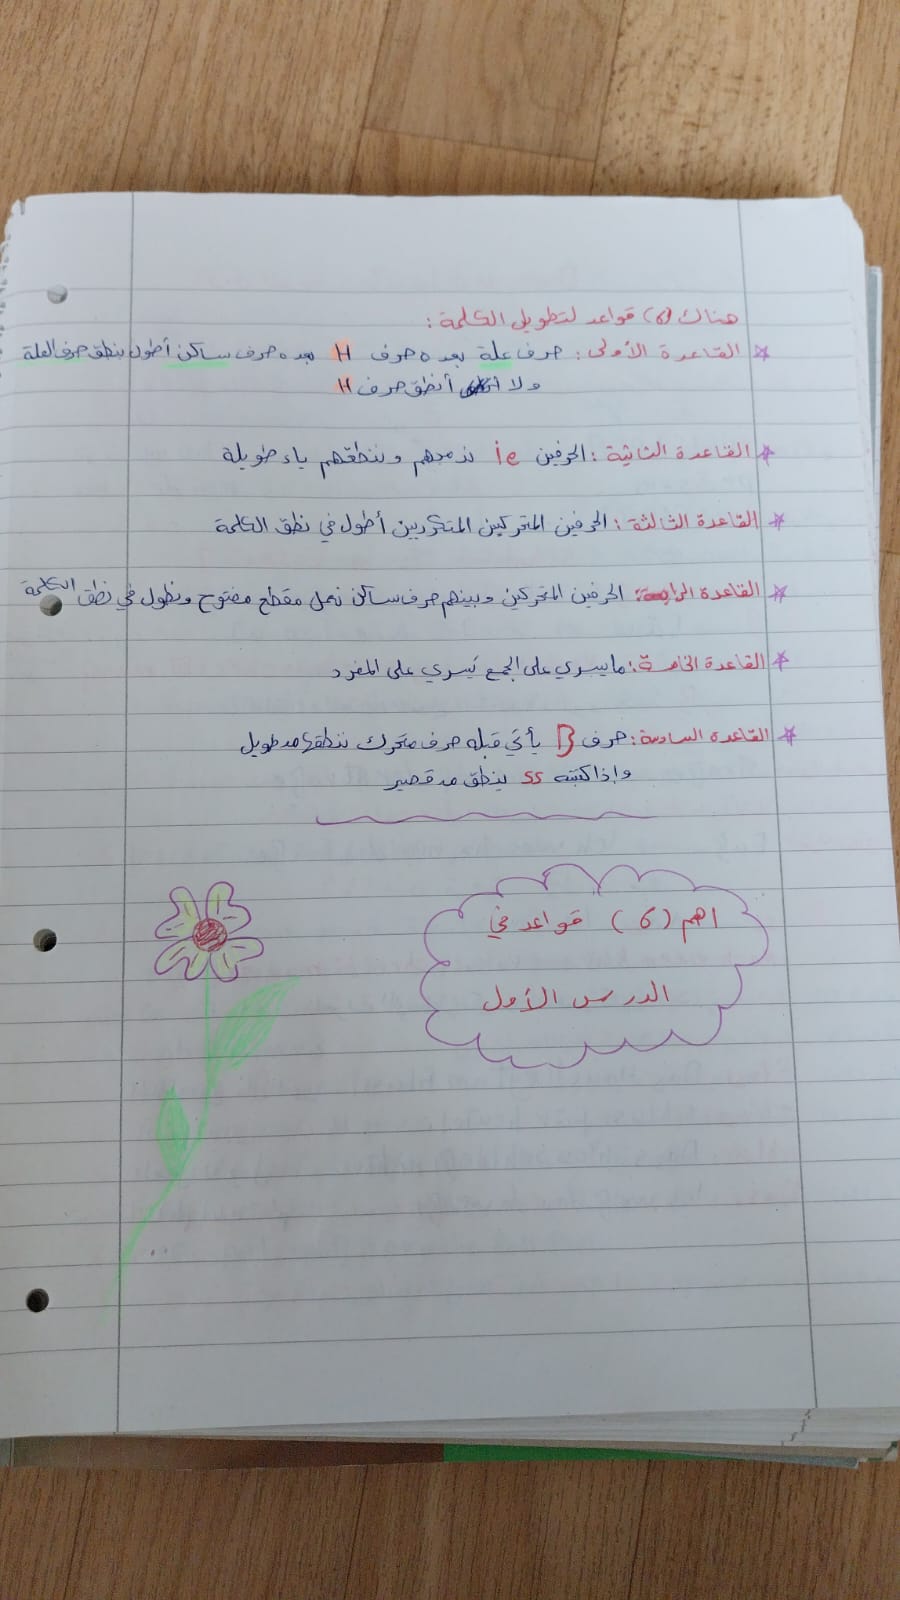 هناك (6) قواعد لتطويل الكلمة :
القاعدة الأولى : حرف علة بعده حرف H بعده حرف ساكن أطول بنطق حرف العلة
ولا أنطق حرف H
القاعدة الثانية : الحرفين ie ندمجهم وننطقهم ياء طويلة
القاعدة الثالثة : الحرفين المتحركين المتكررين أطول في نطق الكلمة
القاعدة الرابعة: الحرفين المتحركين وبينهم حرف ساكن نعمل مقطع مفتوح ونطول في نطق الكلمة
القاعدة الخامسة : ما يسري على الجمع يسري على المفرد
القاعدة السادسة : حرف ß يأتي قبله حرف متحرك ننطقها مد طويل
وإذا كتبته ss ينطق مد قصير
اهم (6) قواعد في
الدرس الأول